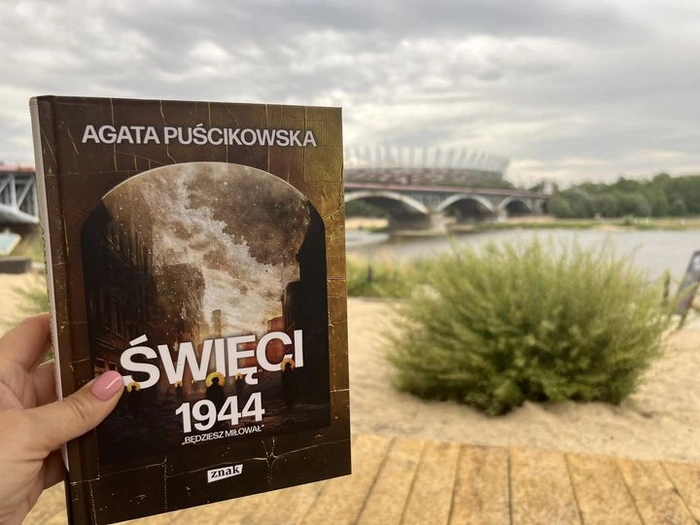 AGATA PUŚCIKOWSKA
ŚWIĘCI
1944
„BĘDZIESZ MIŁOWAŁ”
znak